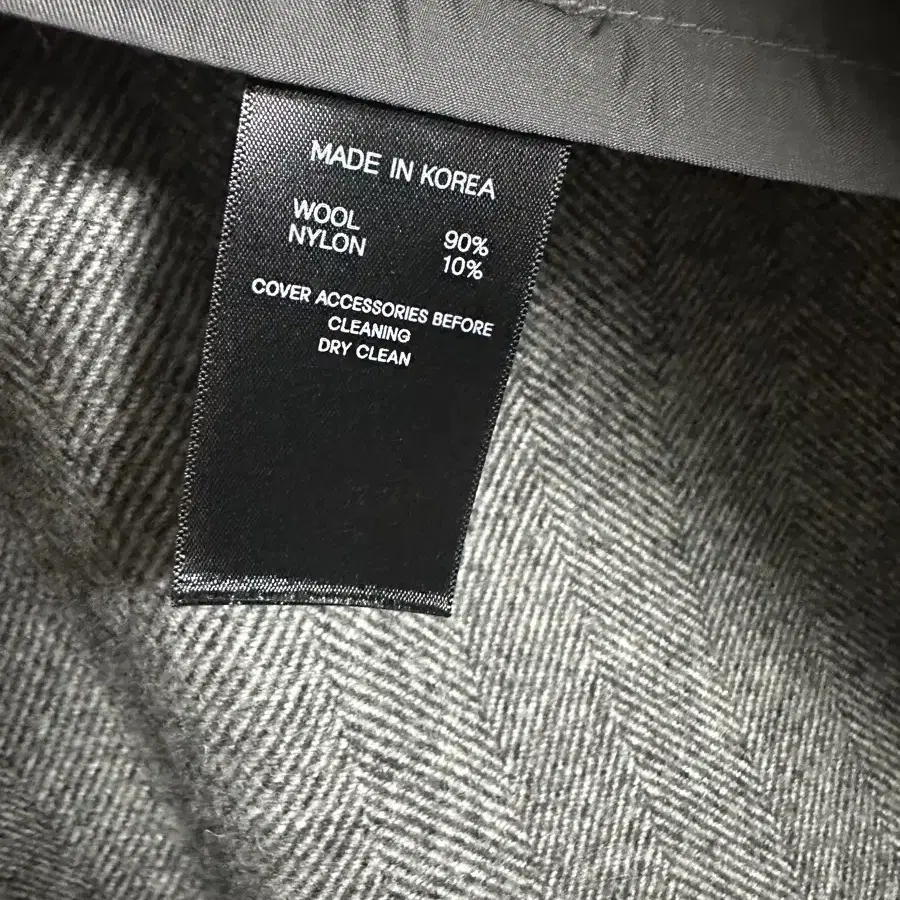 MADE IN KOREA
WOOL 90%
NYLON 10%
COVER ACCESSORIES BEFORE
CLEANING
DRY CLEAN